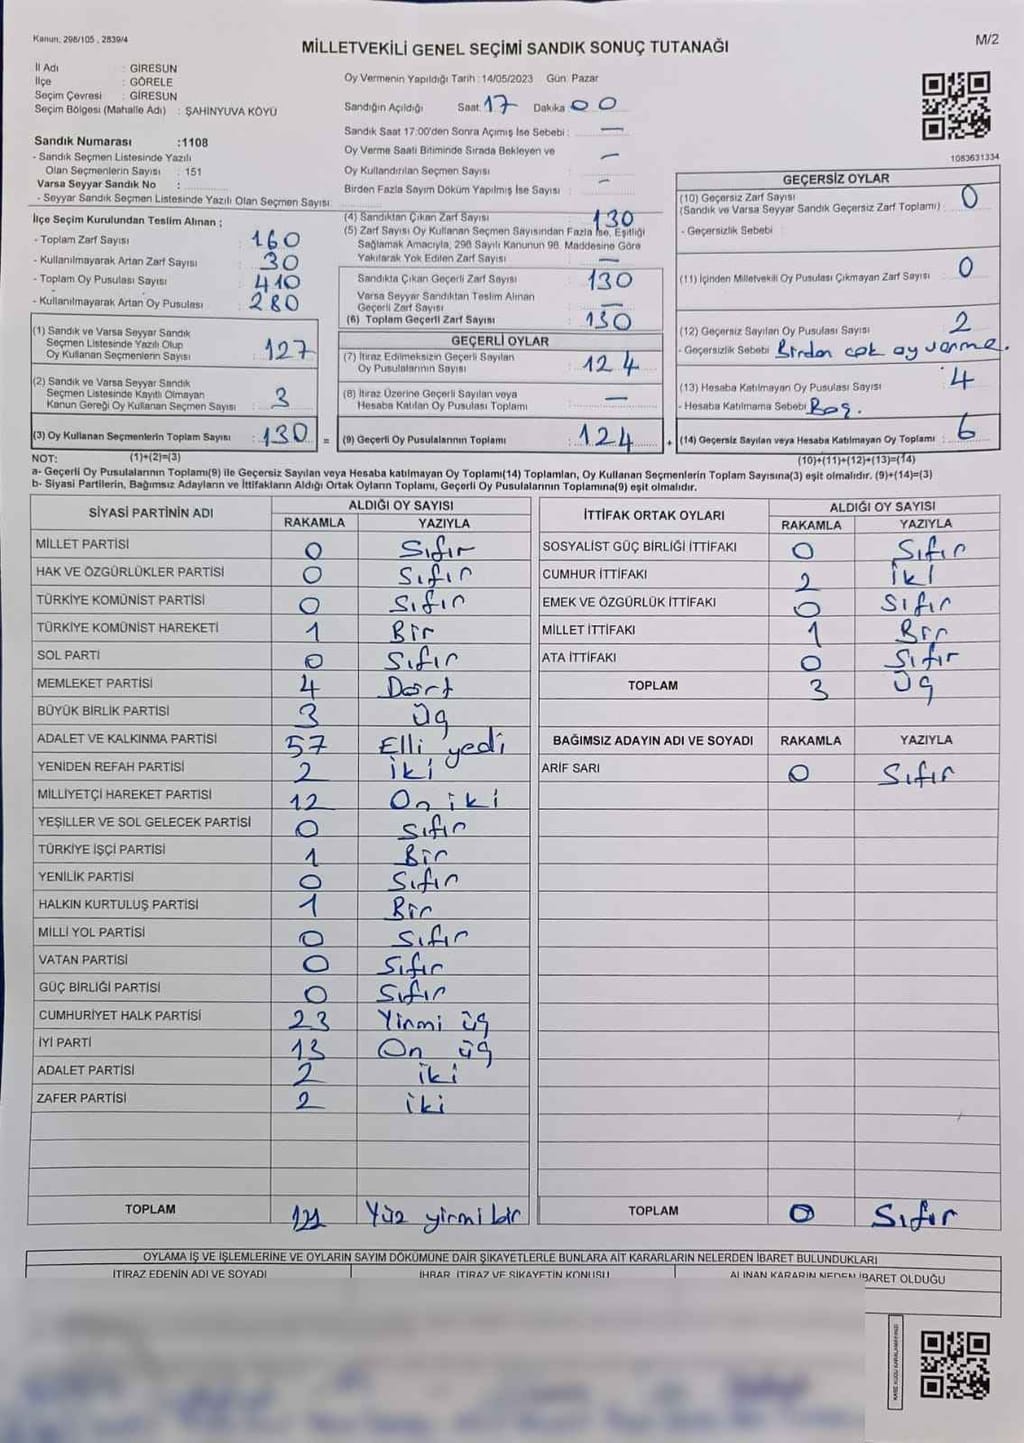 Kanun: 298/105 , 2839/4
MİLLETVEKİLİ GENEL SEÇİMİ SANDIK SONUÇ TUTANAĞI
M/2
İl Adı : GİRESUN
İlçe : GÖRELE
Seçim Çevresi : GİRESUN
Seçim Bölgesi (Mahalle Adı) : ŞAHİNYUVA KÖYÜ
Oy Vermenin Yapıldığı Tarih : 14/05/2023 Gün: Pazar
Sandığın Açıldığı Saat: 17 Dakika: 00
Sandık Saat 17:00'den Sonra Açımış İse Sebebi : —
Oy Verme Saati Bitiminde Sırada Bekleyen ve
Oy Kullandırılan Seçmen Sayısı : —
Birden Fazla Sayım Döküm Yapılmış İse Sayısı : —
1083631334
Sandık Numarası : 1108
- Sandık Seçmen Listesinde Yazılı
Olan Seçmenlerin Sayısı : 151
Varsa Seyyar Sandık No :
- Seyyar Sandık Seçmen Listesinde Yazılı Olan Seçmen Sayısı :
İlçe Seçim Kurulundan Teslim Alınan ;
- Toplam Zarf Sayısı : 160
- Kullanılmayarak Artan Zarf Sayısı : 30
- Toplam Oy Pusulası Sayısı : 410
- Kullanılmayarak Artan Oy Pusulası : 280
(1) Sandık ve Varsa Seyyar Sandık
Seçmen Listesinde Yazılı Olup
Oy Kullanan Seçmenlerin Sayısı : 127
(2) Sandık ve Varsa Seyyar Sandık
Seçmen Listesinde Kayıtlı Olmayan
Kanun Gereği Oy Kullanan Seçmen Sayısı : 3
(3) Oy Kullanan Seçmenlerin Toplam Sayısı : 130 =
(4) Sandıktan Çıkan Zarf Sayısı : 130
(5) Zarf Sayısı Oy Kullanan Seçmen Sayısından Fazla İse, Eşitliği
Sağlamak Amacıyla, 298 Sayılı Kanunun 98. Maddesine Göre
Yakılarak Yok Edilen Zarf Sayısı : —
Sandıkta Çıkan Geçerli Zarf Sayısı : 130
Varsa Seyyar Sandıktan Teslim Alınan
Geçerli Zarf Sayısı : —
(6) Toplam Geçerli Zarf Sayısı : 130
GEÇERLİ OYLAR
(7) İtiraz Edilmeksizin Geçerli Sayılan
Oy Pusulalarının Sayısı : 124
(8) İtiraz Üzerine Geçerli Sayılan veya
Hesaba Katılan Oy Pusulası Toplamı : —
(9) Geçerli Oy Pusulalarının Toplamı : 124 +
GEÇERSİZ OYLAR
(10) Geçersiz Zarf Sayısı
(Sandık ve Varsa Seyyar Sandık Geçersiz Zarf Toplamı) : 0
- Geçersizlik Sebebi :
(11) İçinden Milletvekili Oy Pusulası Çıkmayan Zarf Sayısı : 0
(12) Geçersiz Sayılan Oy Pusulası Sayısı : 2
- Geçersizlik Sebebi : Birden çok oy verme.
(13) Hesaba Katılmayan Oy Pusulası Sayısı : 4
- Hesaba Katılmama Sebebi : Boş.
(14) Geçersiz Sayılan veya Hesaba Katılmayan Oy Toplamı : 6
NOT: (1)+(2)=(3)
(10)+(11)+(12)+(13)=(14)
a- Geçerli Oy Pusulalarının Toplamı(9) ile Geçersiz Sayılan veya Hesaba katılmayan Oy Toplamı(14) Toplamları, Oy Kullanan Seçmenlerin Toplam Sayısına(3) eşit olmalıdır. (9)+(14)=(3)
b- Siyasi Partilerin, Bağımsız Adayların ve İttifakların Aldığı Ortak Oyların Toplamı, Geçerli Oy Pusulalarının Toplamına(9) eşit olmalıdır.
SİYASİ PARTİNİN ADI ALDIĞI OY SAYISI
RAKAMLA YAZIYLA
MİLLET PARTİSİ 0 Sıfır
HAK VE ÖZGÜRLÜKLER PARTİSİ 0 Sıfır
TÜRKİYE KOMÜNİST PARTİSİ 0 Sıfır
TÜRKİYE KOMÜNİST HAREKETİ 1 Bir
SOL PARTİ 0 Sıfır
MEMLEKET PARTİSİ 4 Dört
BÜYÜK BİRLİK PARTİSİ 3 Üç
ADALET VE KALKINMA PARTİSİ 57 Elli yedi
YENİDEN REFAH PARTİSİ 2 İki
MİLLİYETÇİ HAREKET PARTİSİ 12 On iki
YEŞİLLER VE SOL GELECEK PARTİSİ 0 Sıfır
TÜRKİYE İŞÇİ PARTİSİ 1 Bir
YENİLİK PARTİSİ 0 Sıfır
HALKIN KURTULUŞ PARTİSİ 1 Bir
MİLLİ YOL PARTİSİ 0 Sıfır
VATAN PARTİSİ 0 Sıfır
GÜÇ BİRLİĞİ PARTİSİ 0 Sıfır
CUMHURİYET HALK PARTİSİ 23 Yirmi üç
İYİ PARTİ 13 On üç
ADALET PARTİSİ 2 iki
ZAFER PARTİSİ 2 iki
TOPLAM 121 Yüz yirmi bir
İTTİFAK ORTAK OYLARI ALDIĞI OY SAYISI
RAKAMLA YAZIYLA
SOSYALİST GÜÇ BİRLİĞİ İTTİFAKI 0 Sıfır
CUMHUR İTTİFAKI 2 İki
EMEK VE ÖZGÜRLÜK İTTİFAKI 0 Sıfır
MİLLET İTTİFAKI 1 Bir
ATA İTTİFAKI 0 Sıfır
TOPLAM 3 Üç
BAĞIMSIZ ADAYIN ADI VE SOYADI RAKAMLA YAZIYLA
ARİF SARI 0 Sıfır
TOPLAM 0 Sıfır
OYLAMA İŞ VE İŞLEMLERİNE VE OYLARIN SAYIM DÖKÜMÜNE DAİR ŞİKAYETLERLE BUNLARA AİT KARARLARIN NELERDEN İBARET BULUNDUKLARI
İTİRAZ EDENİN ADI VE SOYADI İHBAR, İTİRAZ VE ŞİKAYETİN KONUSU ALINAN KARARIN NEDEN İBARET OLDUĞU